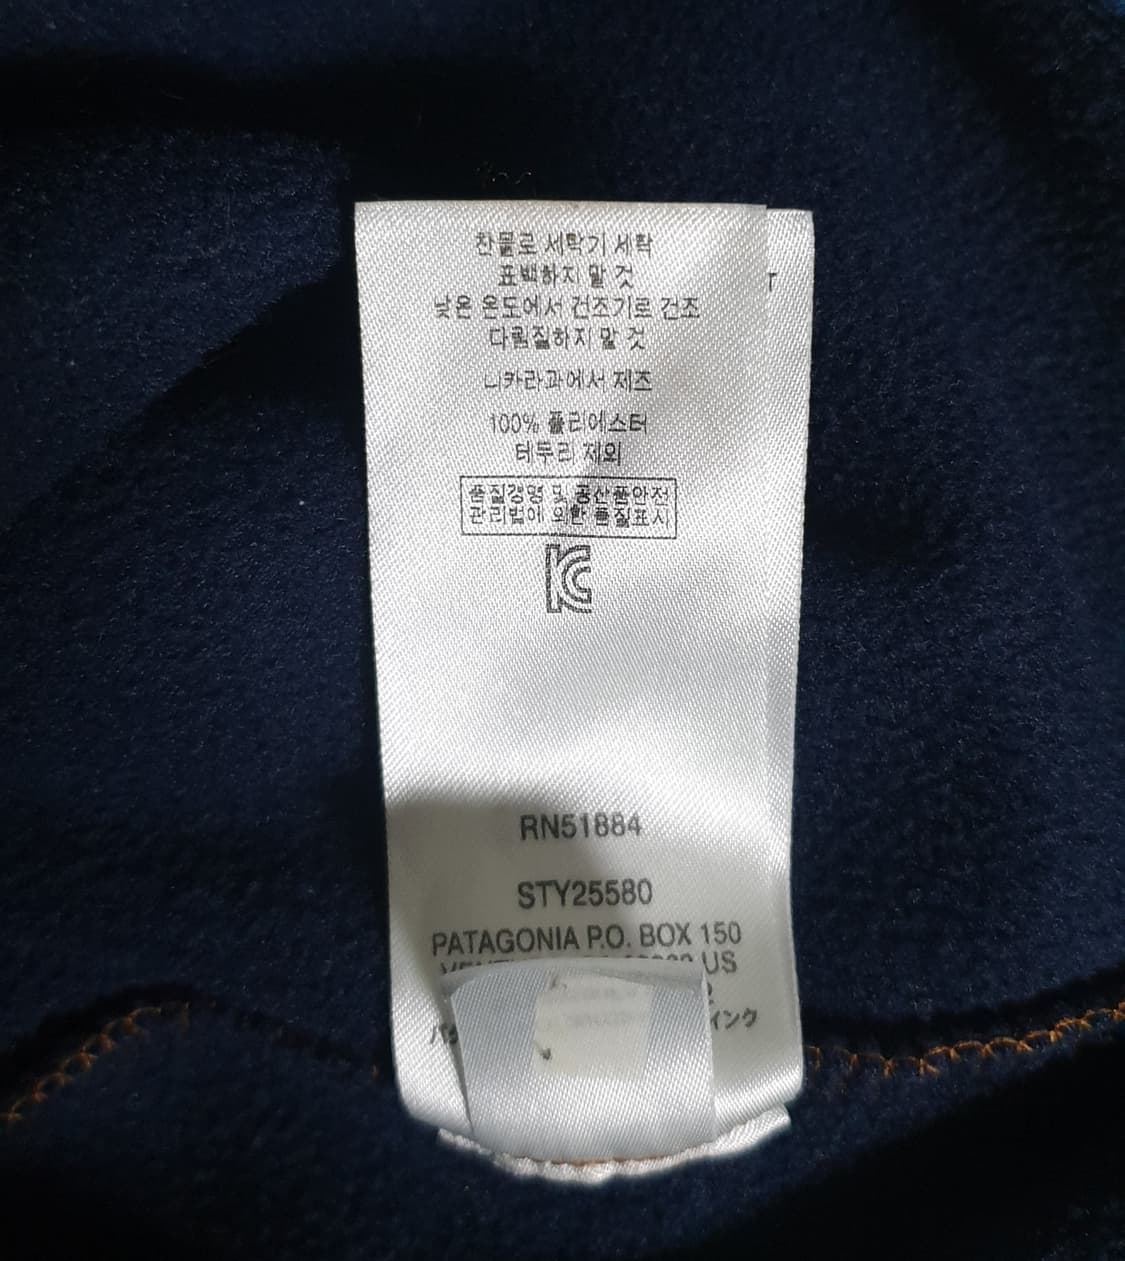 찬물로 세탁기 세탁
표백하지 말 것
낮은 온도에서 건조기로 건조
다림질하지 말 것
니카라과에서 제조
100% 폴리에스터
테두리 제외
품질경영 및 공산품안전
관리법에 의한 품질표시
KC
RN51884
STY25580
PATAGONIA P.O. BOX 150
US